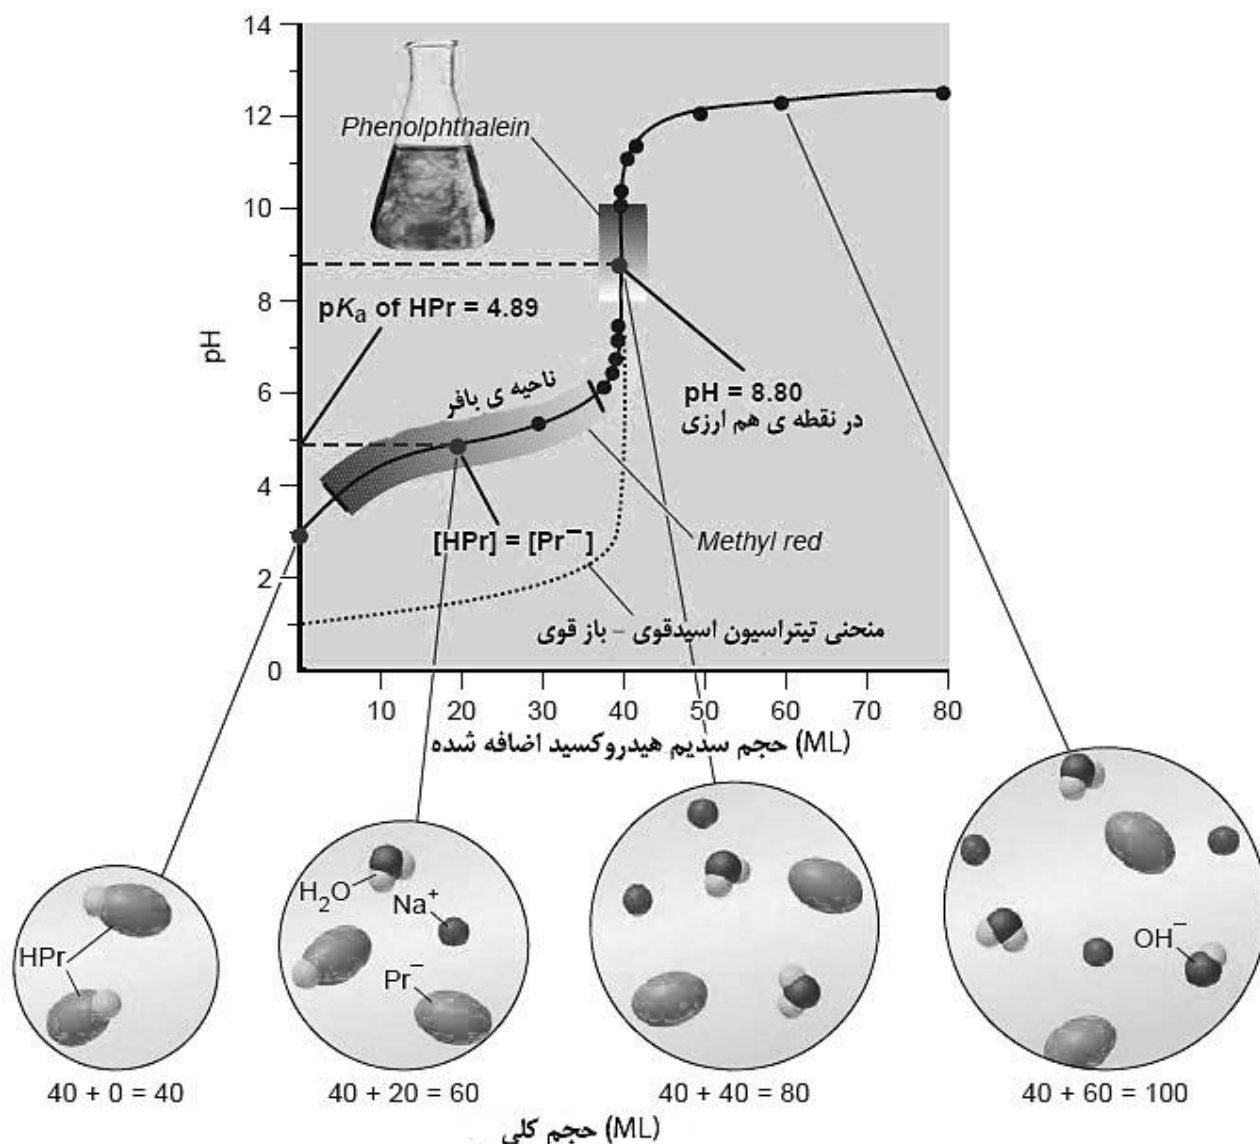 14
12
10
8
6
4
2
0
pH
Phenolphthalein
pKa of HPr = 4.89
ناحیه ی بافر
pH = 8.80
در نقطه ی هم ارزی
[HPr] = [Pr⁻]
Methyl red
منحنی تیتراسیون اسیدقوی - باز قوی
10 20 30 40 50 60 70 80
حجم سدیم هیدروکسید اضافه شده (ML)
HPr
H₂O
Na⁺
Pr⁻
OH⁻
40 + 0 = 40
40 + 20 = 60
40 + 40 = 80
40 + 60 = 100
حجم کلی (ML)